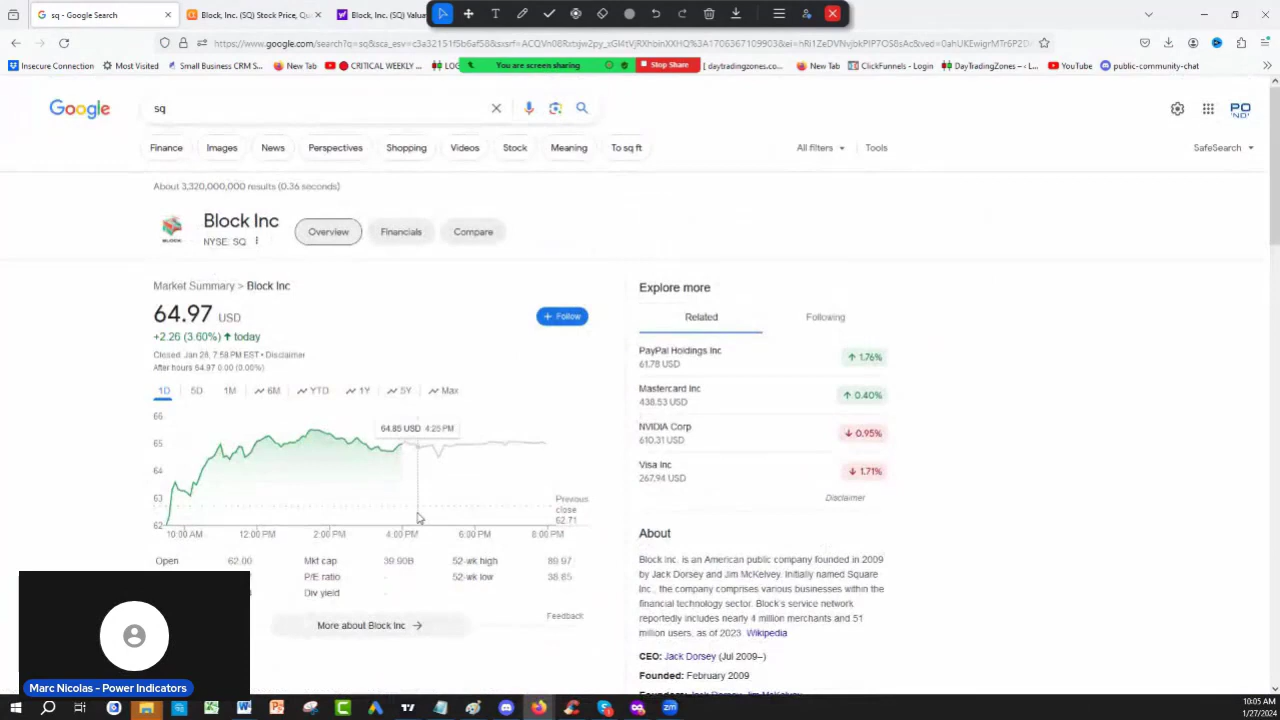 sq - Google Search
Block, Inc (SQ) Stock Price, Qu
Block, Inc. (SQ) Valua
https://www.google.com/search?q=sq&sca_esv=
Insecure Connection
Most Visited
Small Business CRM S...
New Tab
CRITICAL WEEKLY ...
LOG
You are screen sharing
Stop Share
[ daytradingzones.co...
New Tab
ClickFunnels - Login
DayTradingZones – ‹ L...
YouTube
public-community-chat
Google
sq
Finance
Images
News
Perspectives
Shopping
Videos
Stock
Meaning
To sq ft
All filters
Tools
SafeSearch
About 3,320,000,000 results (0.36 seconds)
BLOCK
Block Inc
NYSE: SQ
Overview
Financials
Compare
Market Summary > Block Inc
64.97 USD
+2.26 (3.60%) ↑ today
Closed: Jan 26, 7:58 PM EST • Disclaimer
After hours 64.97 0.00 (0.00%)
+ Follow
1D
5D
1M
6M
YTD
1Y
5Y
Max
66
65
64
63
62
64.85 USD 4:25 PM
Previous
close
62.71
10:00 AM
12:00 PM
2:00 PM
4:00 PM
6:00 PM
8:00 PM
Open 62.00
Mkt cap 39.90B
52-wk high 89.97
P/E ratio -
52-wk low 38.85
Div yield -
Feedback
More about Block Inc →
Explore more
Related
Following
PayPal Holdings Inc
61.78 USD
↑ 1.76%
Mastercard Inc
438.53 USD
↑ 0.40%
NVIDIA Corp
610.31 USD
↓ 0.95%
Visa Inc
267.94 USD
↓ 1.71%
Disclaimer
About
Block Inc. is an American public company founded in 2009
by Jack Dorsey and Jim McKelvey. Initially named Square
Inc., the company comprises various businesses within the
financial technology sector. Block's service network
reportedly includes nearly 4 million merchants and 51
million users, as of 2023. Wikipedia
CEO: Jack Dorsey (Jul 2009–)
Founded: February 2009
Marc Nicolas - Power Indicators
10:05 AM
1/27/2024